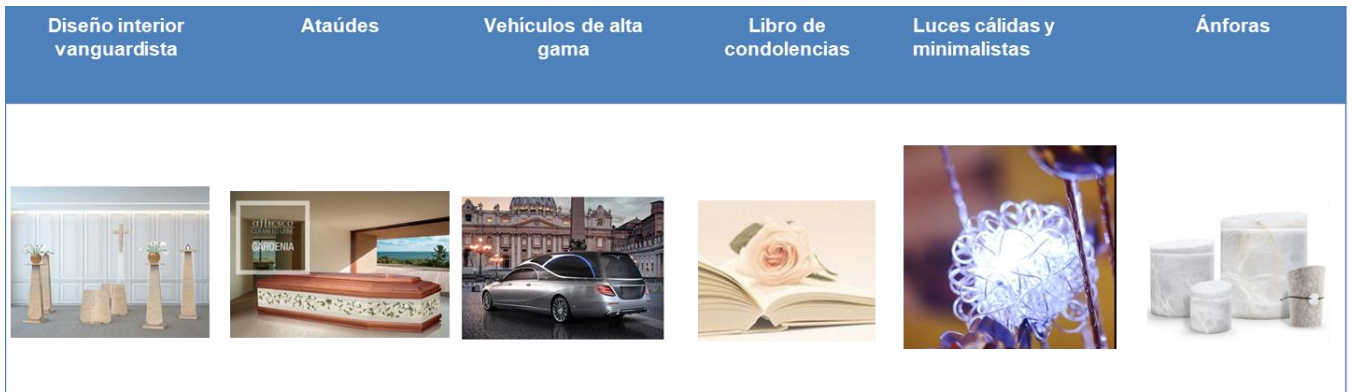 Diseño interior
vanguardista
Ataúdes
Vehículos de alta
gama
Libro de
condolencias
Luces cálidas y
minimalistas
Ánforas
GARDENIA